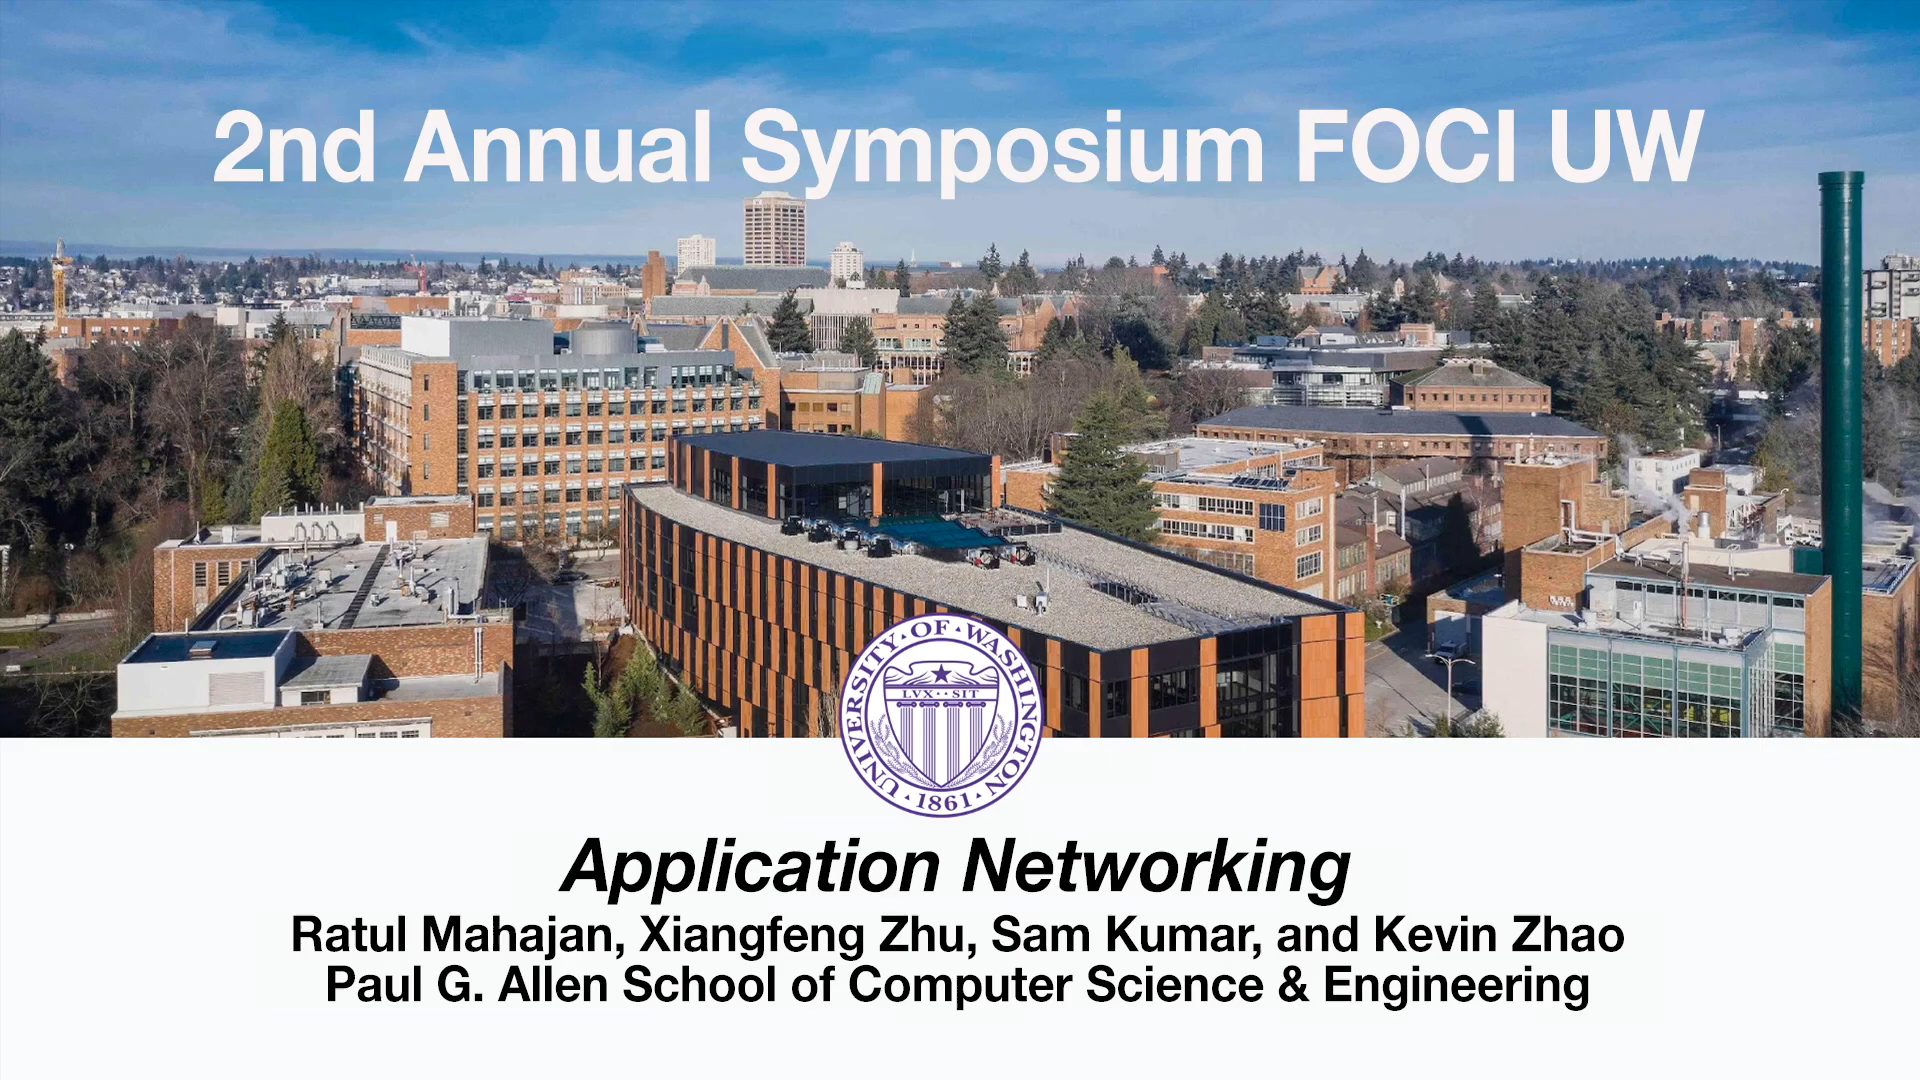 2nd Annual Symposium FOCI UW
UNIVERSITY · OF · WASHINGTON
LVX · · SIT
· 1861 ·
Application Networking
Ratul Mahajan, Xiangfeng Zhu, Sam Kumar, and Kevin Zhao
Paul G. Allen School of Computer Science & Engineering